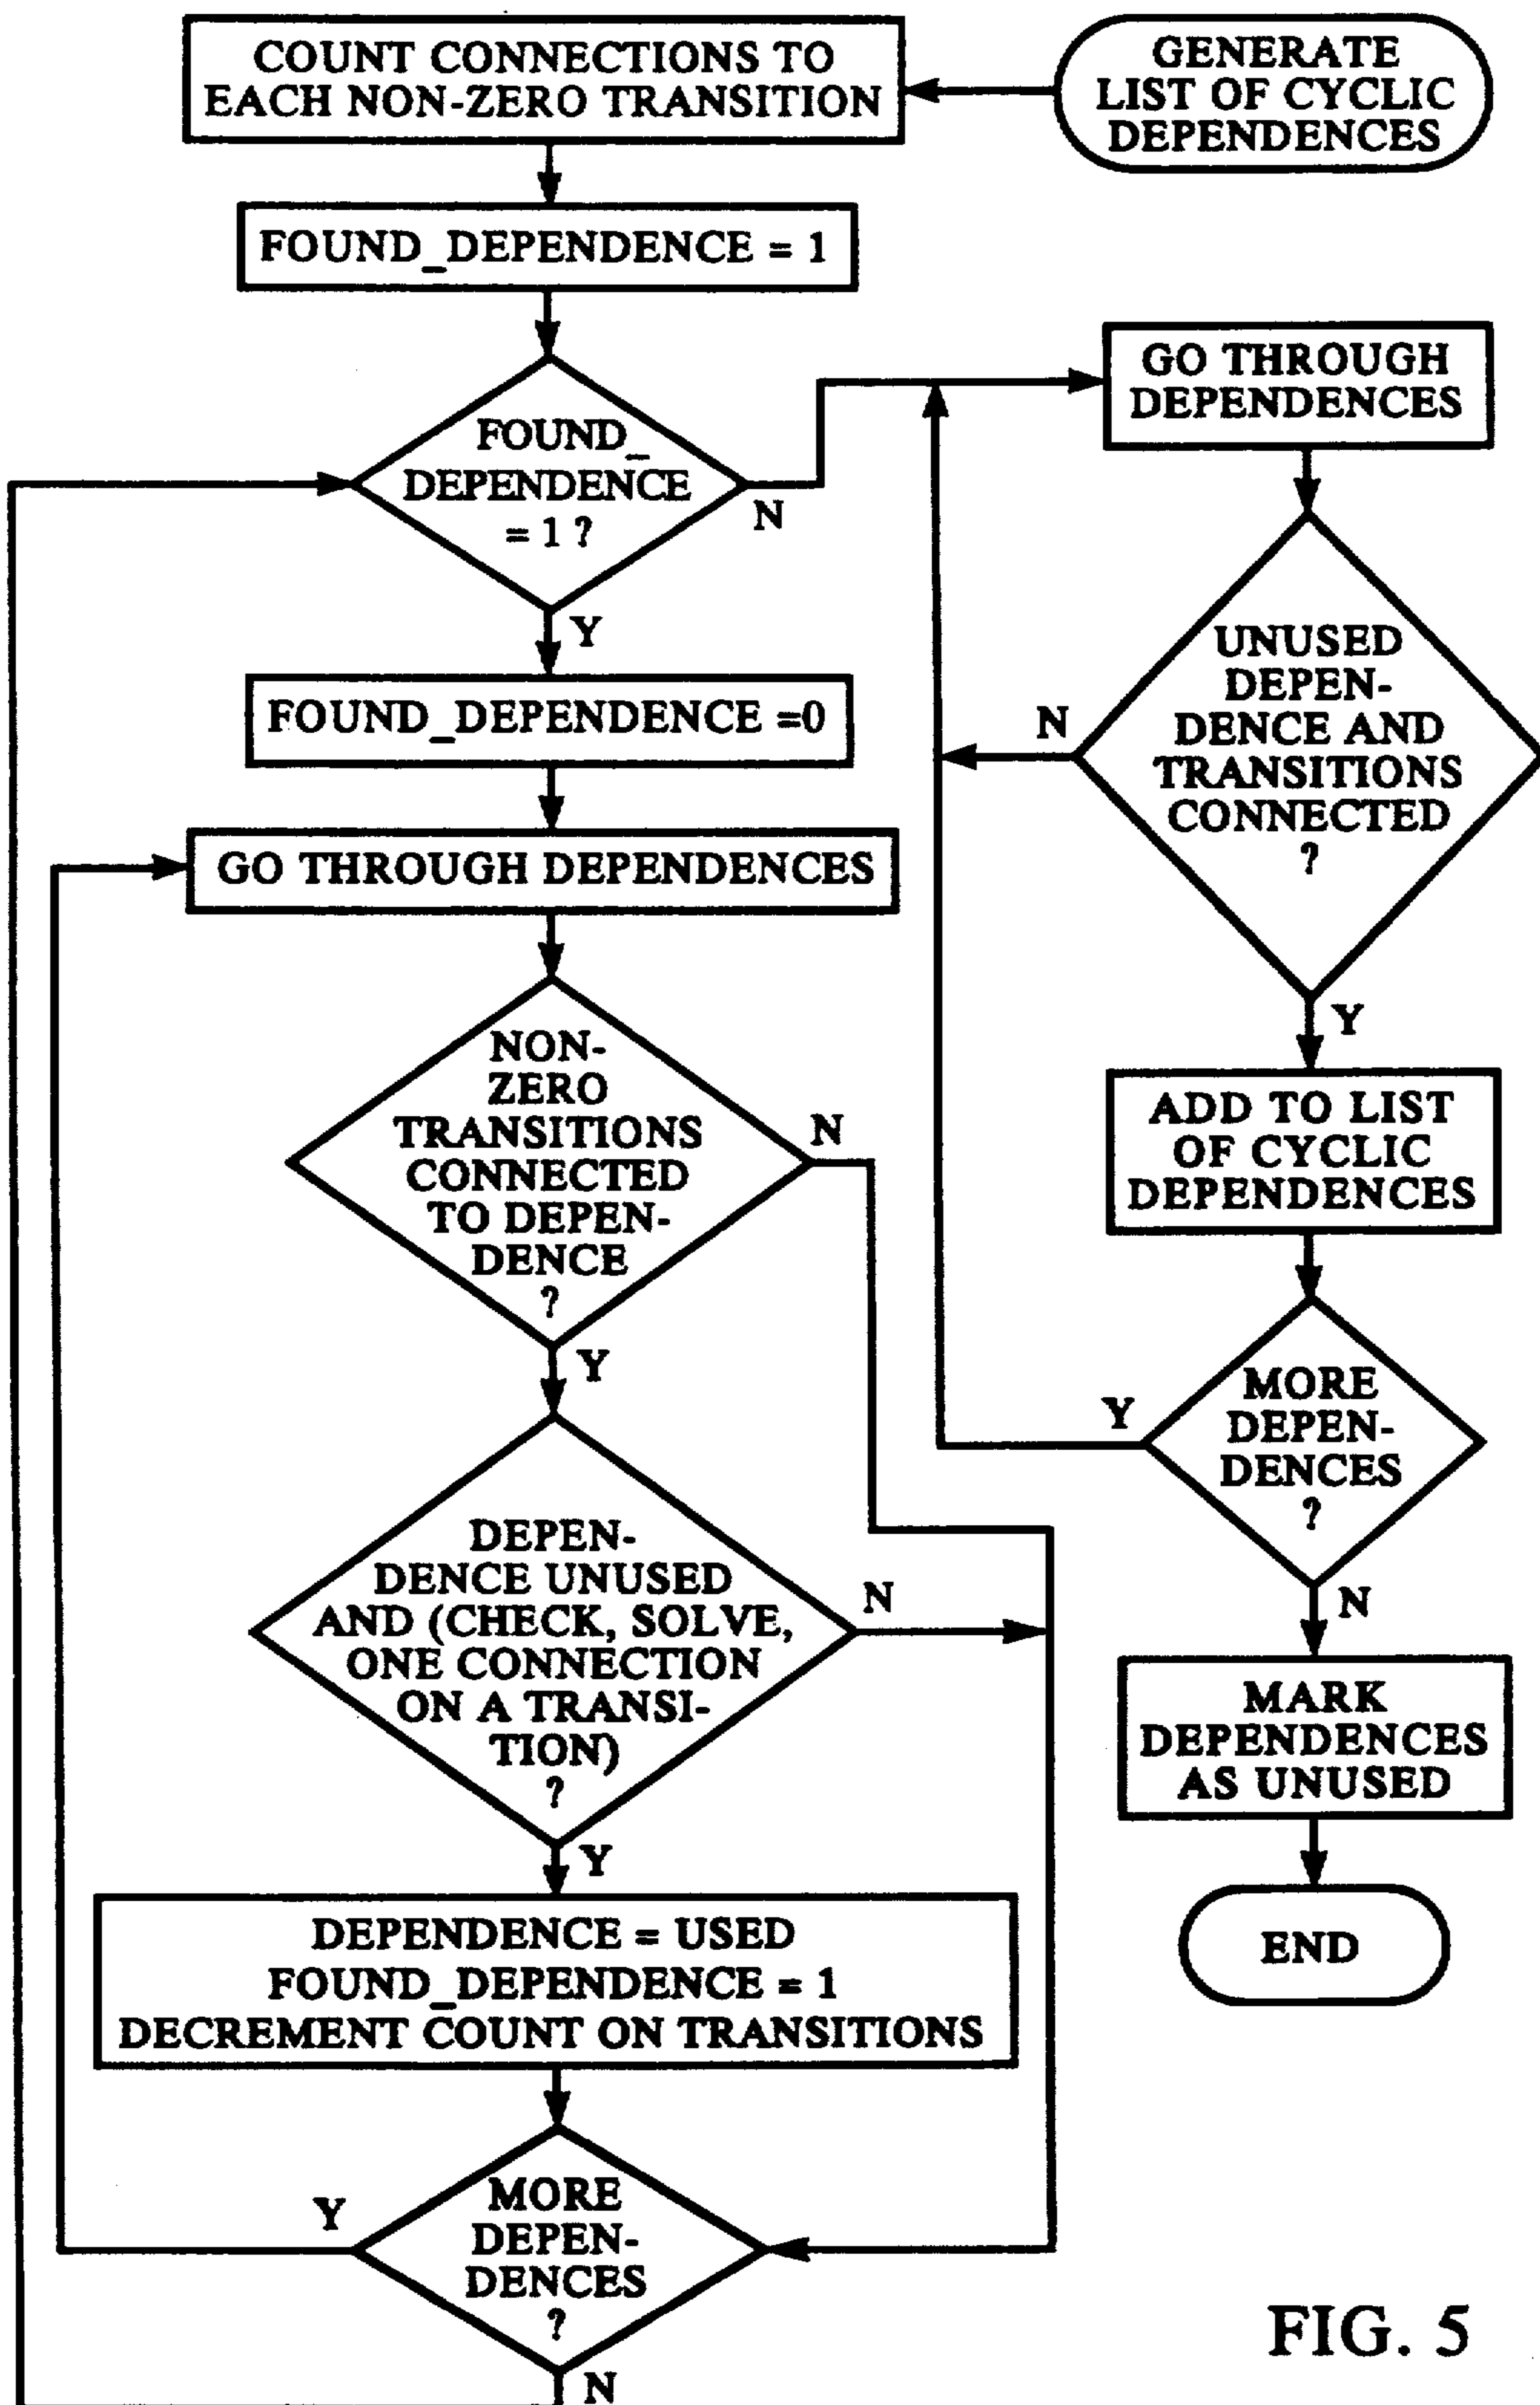 GENERATE
LIST OF CYCLIC
DEPENDENCES
COUNT CONNECTIONS TO
EACH NON-ZERO TRANSITION
FOUND_DEPENDENCE = 1
FOUND_
DEPENDENCE
= 1 ?
N
Y
FOUND_DEPENDENCE =0
GO THROUGH DEPENDENCES
NON-
ZERO
TRANSITIONS
CONNECTED
TO DEPEN-
DENCE
?
N
Y
DEPEN-
DENCE UNUSED
AND (CHECK, SOLVE,
ONE CONNECTION
ON A TRANSI-
TION)
?
N
Y
DEPENDENCE = USED
FOUND_DEPENDENCE = 1
DECREMENT COUNT ON TRANSITIONS
MORE
DEPEN-
DENCES
?
Y
N
GO THROUGH
DEPENDENCES
UNUSED
DEPEN-
DENCE AND
TRANSITIONS
CONNECTED
?
N
Y
ADD TO LIST
OF CYCLIC
DEPENDENCES
MORE
DEPEN-
DENCES
?
Y
N
MARK
DEPENDENCES
AS UNUSED
END
FIG. 5